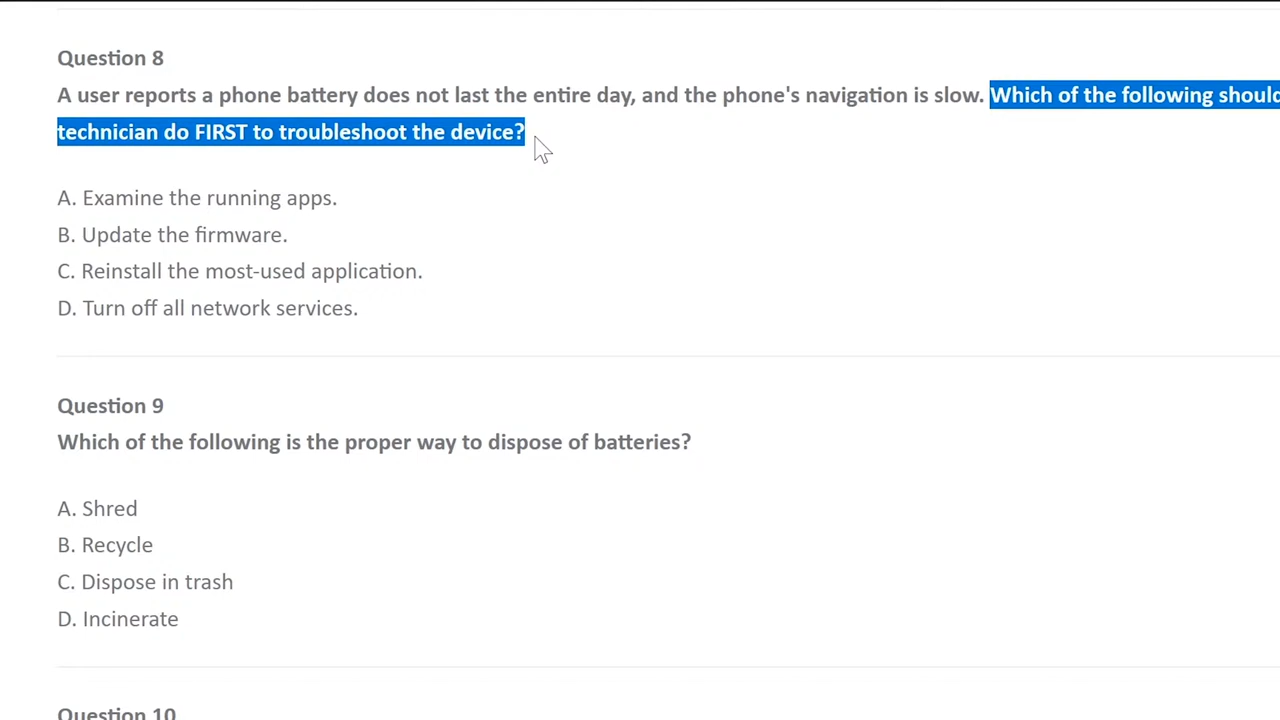 Question 8
A user reports a phone battery does not last the entire day, and the phone's navigation is slow. Which of the following should
technician do FIRST to troubleshoot the device?
A. Examine the running apps.
B. Update the firmware.
C. Reinstall the most-used application.
D. Turn off all network services.
Question 9
Which of the following is the proper way to dispose of batteries?
A. Shred
B. Recycle
C. Dispose in trash
D. Incinerate
Question 10